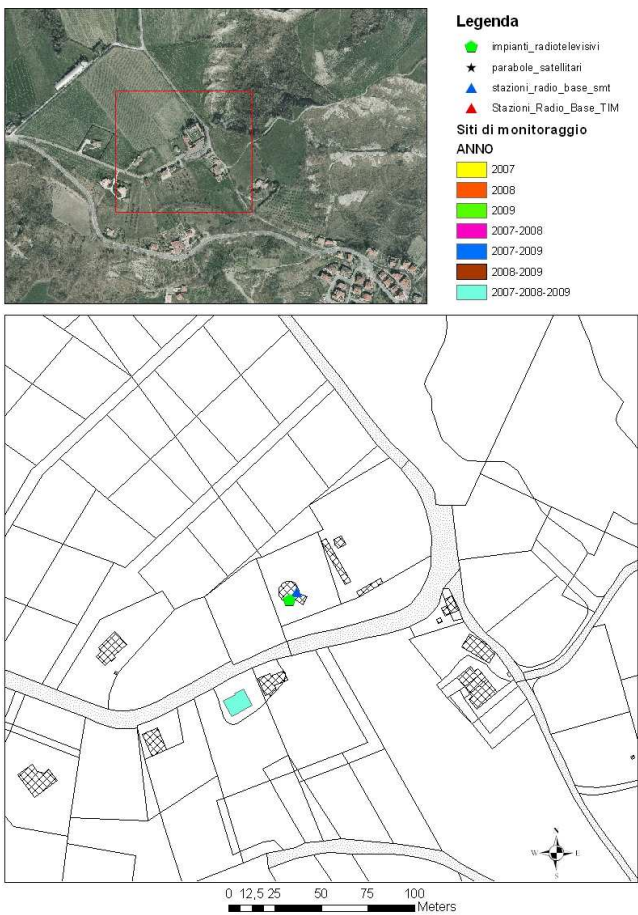 Legenda
impianti_radiotelevisivi
parabole_satellitari
stazioni_radio_base_smt
Stazioni_Radio_Base_TIM
Siti di monitoraggio
ANNO
2007
2008
2009
2007-2008
2007-2009
2008-2009
2007-2008-2009
N
W E
S
0 12,5 25 50 75 100
Meters